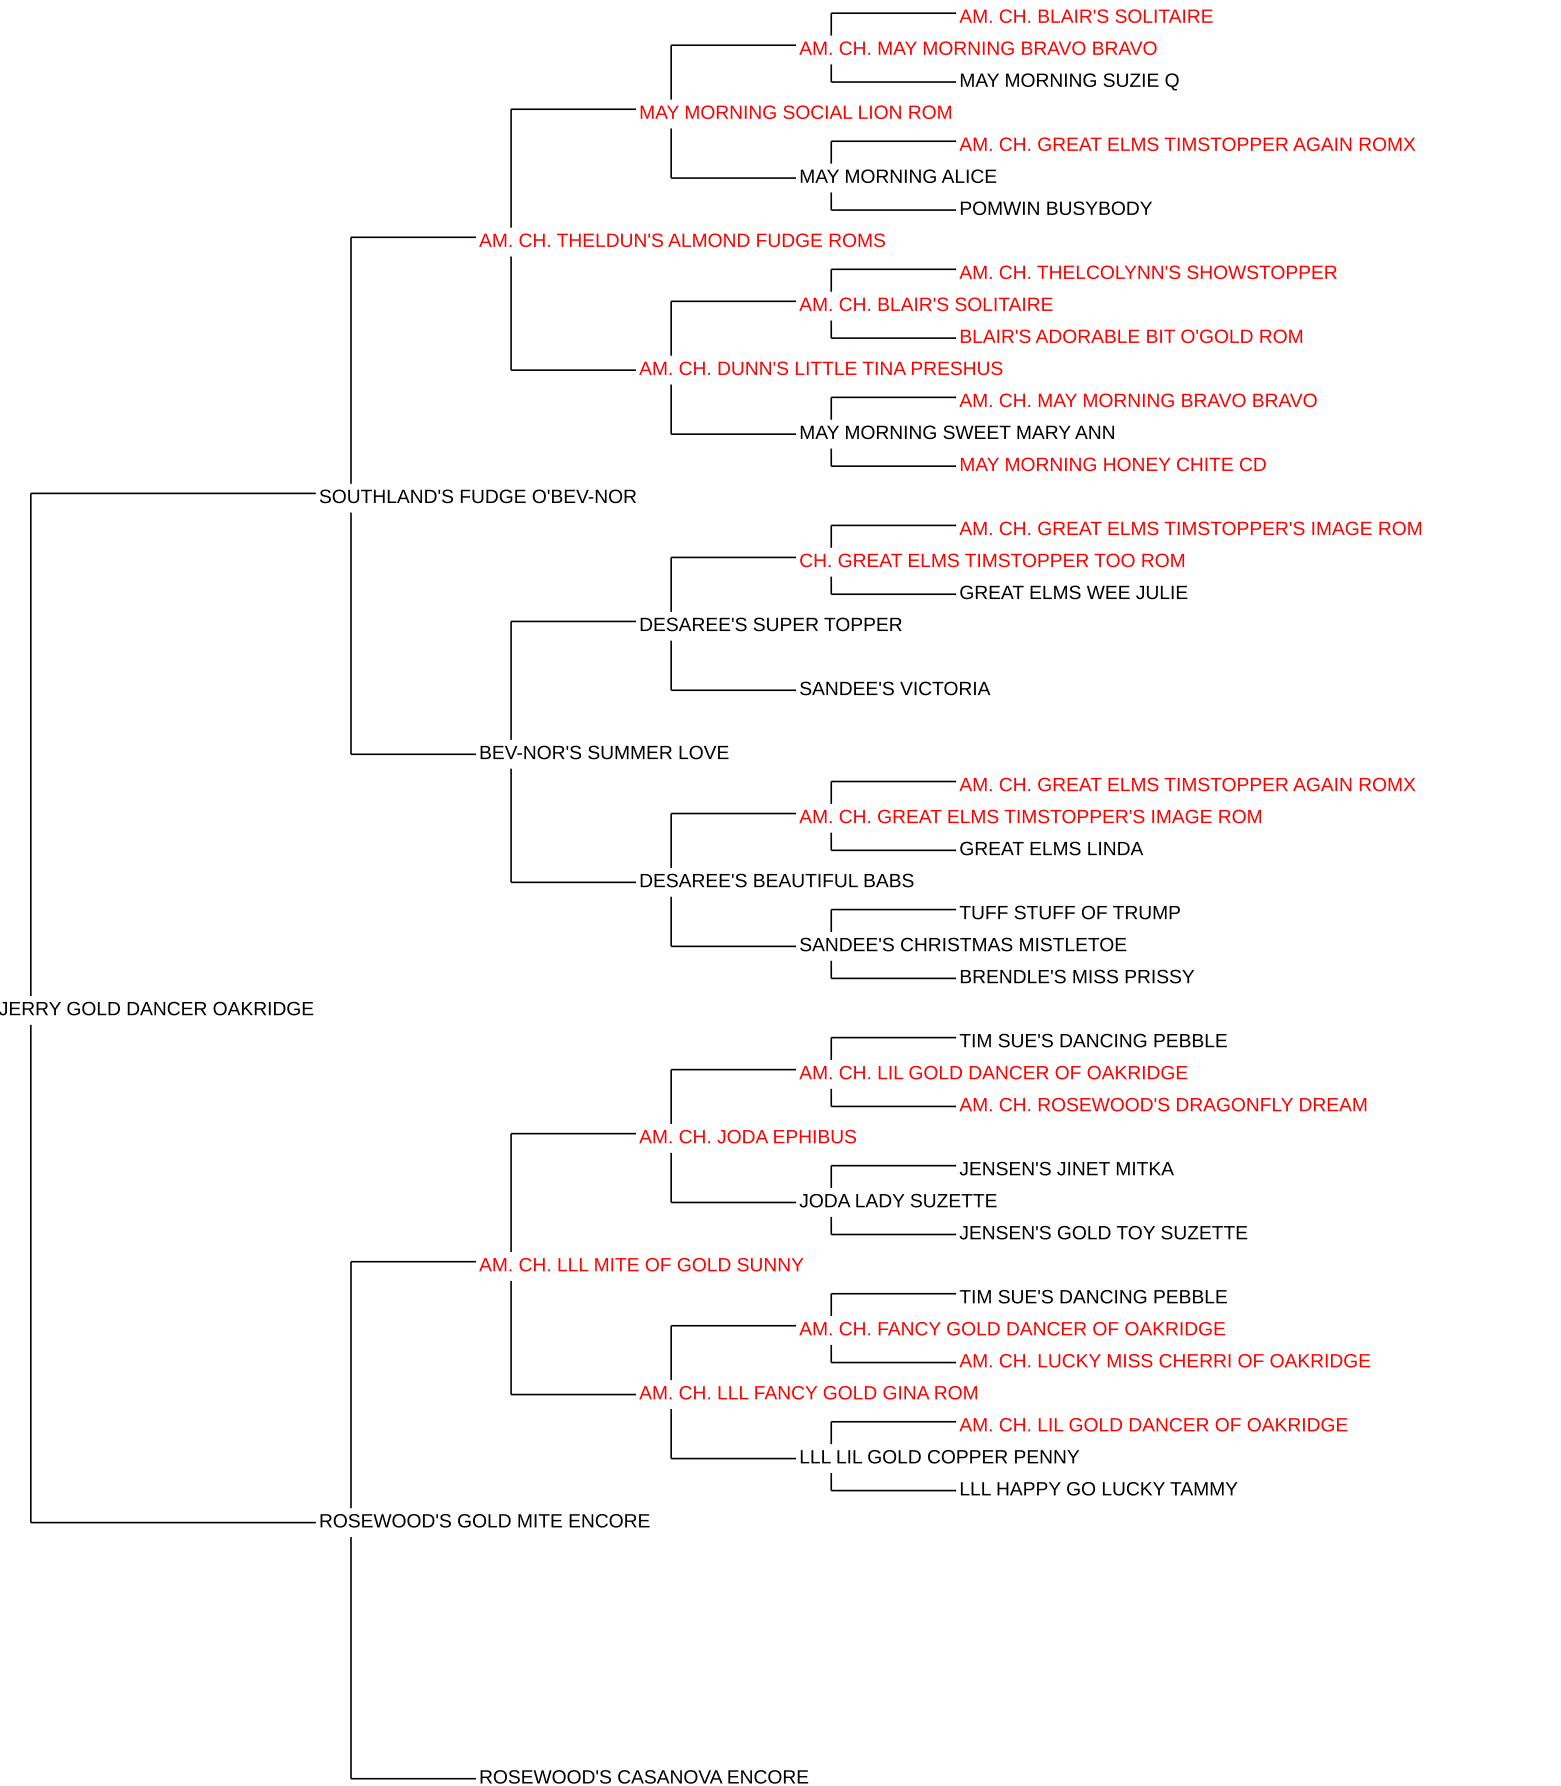 AM. CH. BLAIR'S SOLITAIRE
AM. CH. MAY MORNING BRAVO BRAVO
MAY MORNING SUZIE Q
MAY MORNING SOCIAL LION ROM
AM. CH. GREAT ELMS TIMSTOPPER AGAIN ROMX
MAY MORNING ALICE
POMWIN BUSYBODY
AM. CH. THELDUN'S ALMOND FUDGE ROMS
AM. CH. THELCOLYNN'S SHOWSTOPPER
AM. CH. BLAIR'S SOLITAIRE
BLAIR'S ADORABLE BIT O'GOLD ROM
AM. CH. DUNN'S LITTLE TINA PRESHUS
AM. CH. MAY MORNING BRAVO BRAVO
MAY MORNING SWEET MARY ANN
MAY MORNING HONEY CHITE CD
SOUTHLAND'S FUDGE O'BEV-NOR
AM. CH. GREAT ELMS TIMSTOPPER'S IMAGE ROM
CH. GREAT ELMS TIMSTOPPER TOO ROM
GREAT ELMS WEE JULIE
DESAREE'S SUPER TOPPER
SANDEE'S VICTORIA
BEV-NOR'S SUMMER LOVE
AM. CH. GREAT ELMS TIMSTOPPER AGAIN ROMX
AM. CH. GREAT ELMS TIMSTOPPER'S IMAGE ROM
GREAT ELMS LINDA
DESAREE'S BEAUTIFUL BABS
TUFF STUFF OF TRUMP
SANDEE'S CHRISTMAS MISTLETOE
BRENDLE'S MISS PRISSY
JERRY GOLD DANCER OAKRIDGE
TIM SUE'S DANCING PEBBLE
AM. CH. LIL GOLD DANCER OF OAKRIDGE
AM. CH. ROSEWOOD'S DRAGONFLY DREAM
AM. CH. JODA EPHIBUS
JENSEN'S JINET MITKA
JODA LADY SUZETTE
JENSEN'S GOLD TOY SUZETTE
AM. CH. LLL MITE OF GOLD SUNNY
TIM SUE'S DANCING PEBBLE
AM. CH. FANCY GOLD DANCER OF OAKRIDGE
AM. CH. LUCKY MISS CHERRI OF OAKRIDGE
AM. CH. LLL FANCY GOLD GINA ROM
AM. CH. LIL GOLD DANCER OF OAKRIDGE
LLL LIL GOLD COPPER PENNY
LLL HAPPY GO LUCKY TAMMY
ROSEWOOD'S GOLD MITE ENCORE
ROSEWOOD'S CASANOVA ENCORE